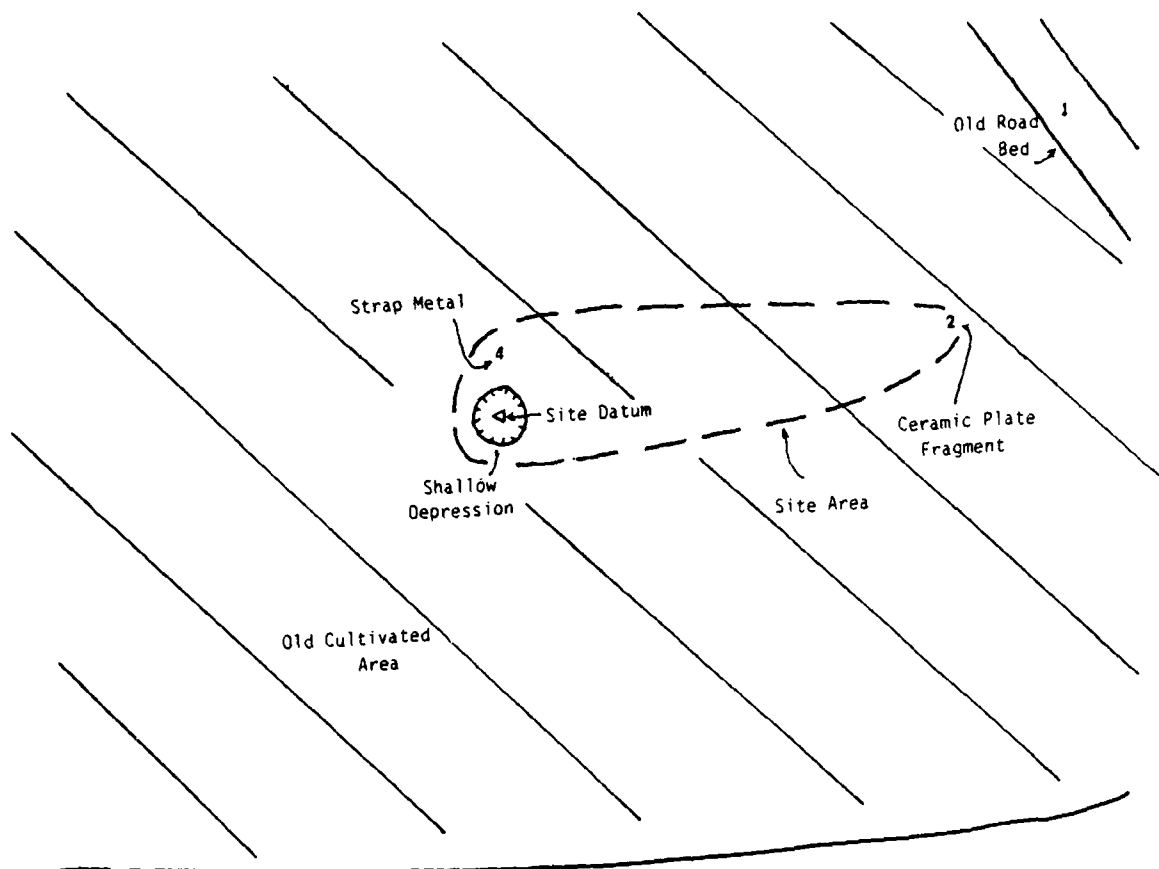 1
Old Road
Bed
Strap Metal
2
4
Site Datum
Ceramic Plate
Fragment
Shallow
Depression
Site Area
Old Cultivated
Area